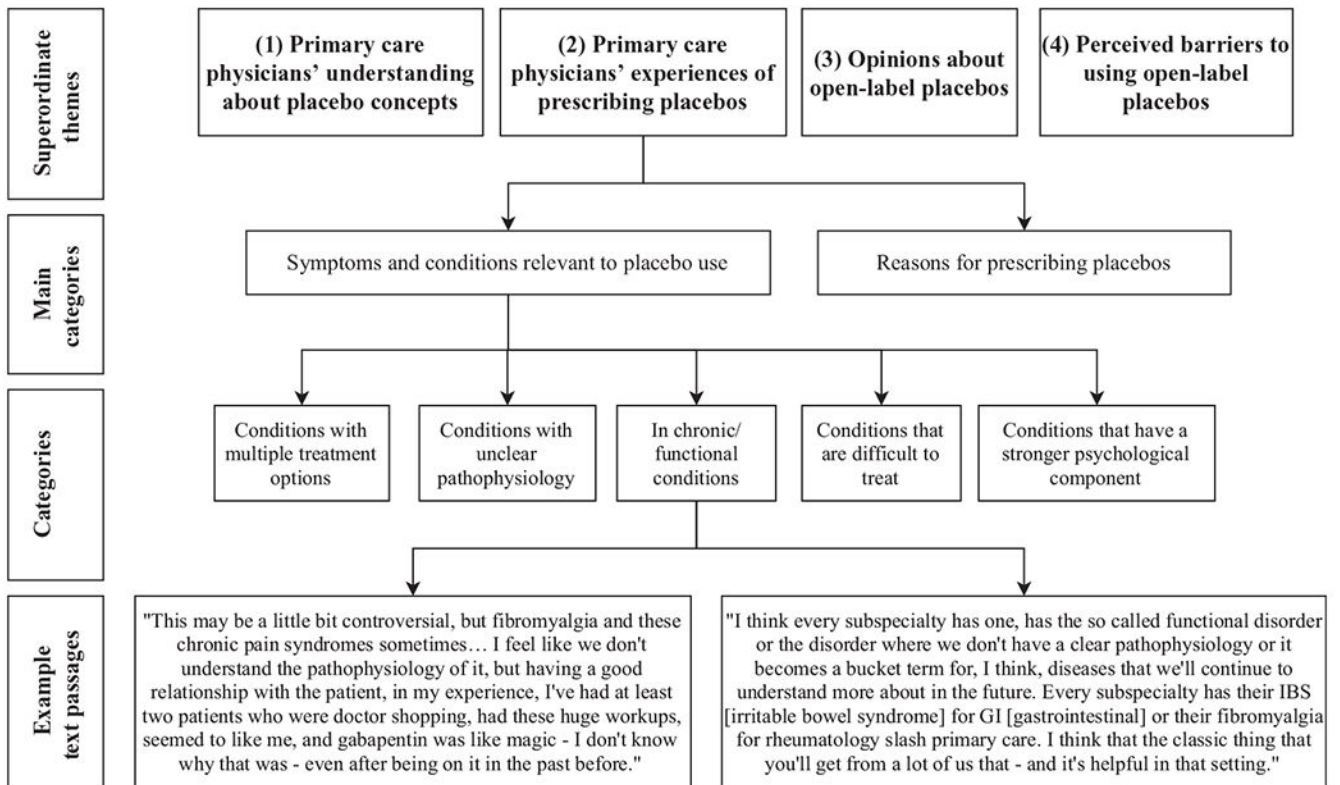 Superordinate
themes
(1) Primary care
physicians' understanding
about placebo concepts
(2) Primary care
physicians' experiences of
prescribing placebos
(3) Opinions about
open-label placebos
(4) Perceived barriers to
using open-label
placebos
Main
categories
Symptoms and conditions relevant to placebo use
Reasons for prescribing placebos
Categories
Conditions with
multiple treatment
options
Conditions with
unclear
pathophysiology
In chronic/
functional
conditions
Conditions that
are difficult to
treat
Conditions that have a
stronger psychological
component
Example
text passages
"This may be a little bit controversial, but fibromyalgia and these
chronic pain syndromes sometimes… I feel like we don't
understand the pathophysiology of it, but having a good
relationship with the patient, in my experience, I've had at least
two patients who were doctor shopping, had these huge workups,
seemed to like me, and gabapentin was like magic - I don't know
why that was - even after being on it in the past before."
"I think every subspecialty has one, has the so called functional disorder
or the disorder where we don't have a clear pathophysiology or it
becomes a bucket term for, I think, diseases that we'll continue to
understand more about in the future. Every subspecialty has their IBS
[irritable bowel syndrome] for GI [gastrointestinal] or their fibromyalgia
for rheumatology slash primary care. I think that the classic thing that
you'll get from a lot of us that - and it's helpful in that setting."